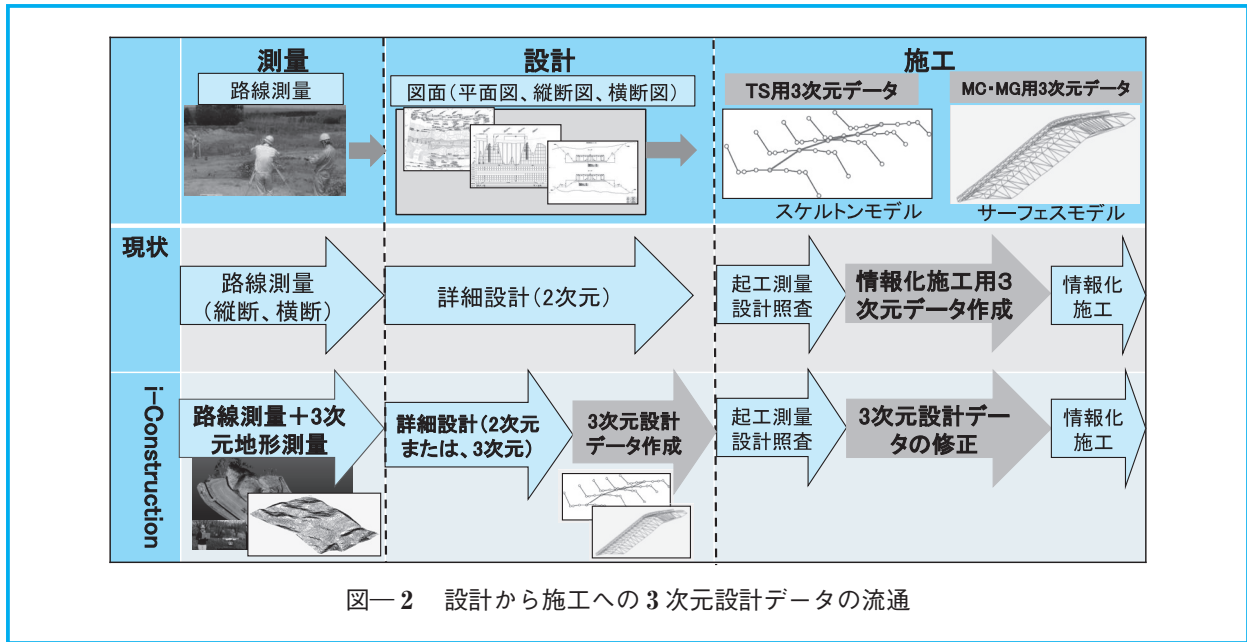 測量
設計
施工
路線測量
図面(平面図、縦断図、横断図)
TS用3次元データ
MC・MG用3次元データ
スケルトンモデル
サーフェスモデル
現状
路線測量
(縦断、横断)
詳細設計(2次元)
起工測量
設計照査
情報化施工用3
次元データ作成
情報化
施工
i-Construction
路線測量+3次
元地形測量
詳細設計(2次元
または、3次元)
3次元設計
データ作成
起工測量
設計照査
3次元設計デー
タの修正
情報化
施工
図―2 設計から施工への3次元設計データの流通